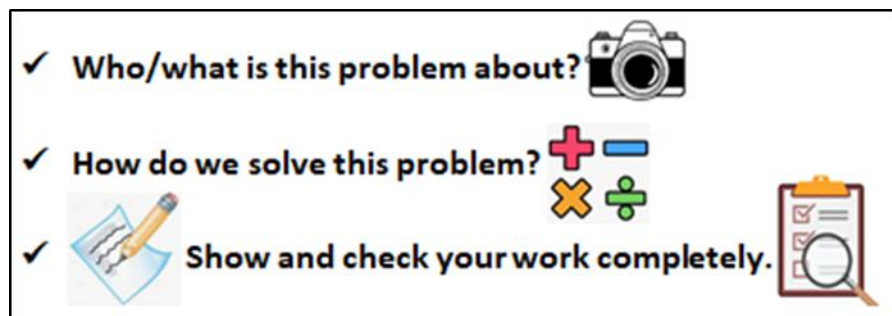 ✓ Who/what is this problem about?
✓ How do we solve this problem?
✓ Show and check your work completely.